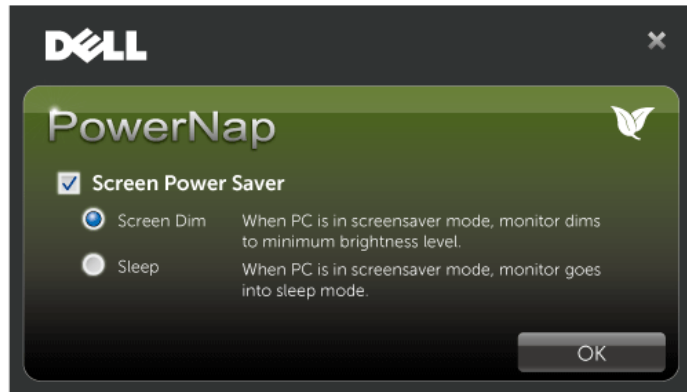 DELL
PowerNap
Screen Power Saver
Screen Dim When PC is in screensaver mode, monitor dims
to minimum brightness level.
Sleep When PC is in screensaver mode, monitor goes
into sleep mode.
OK